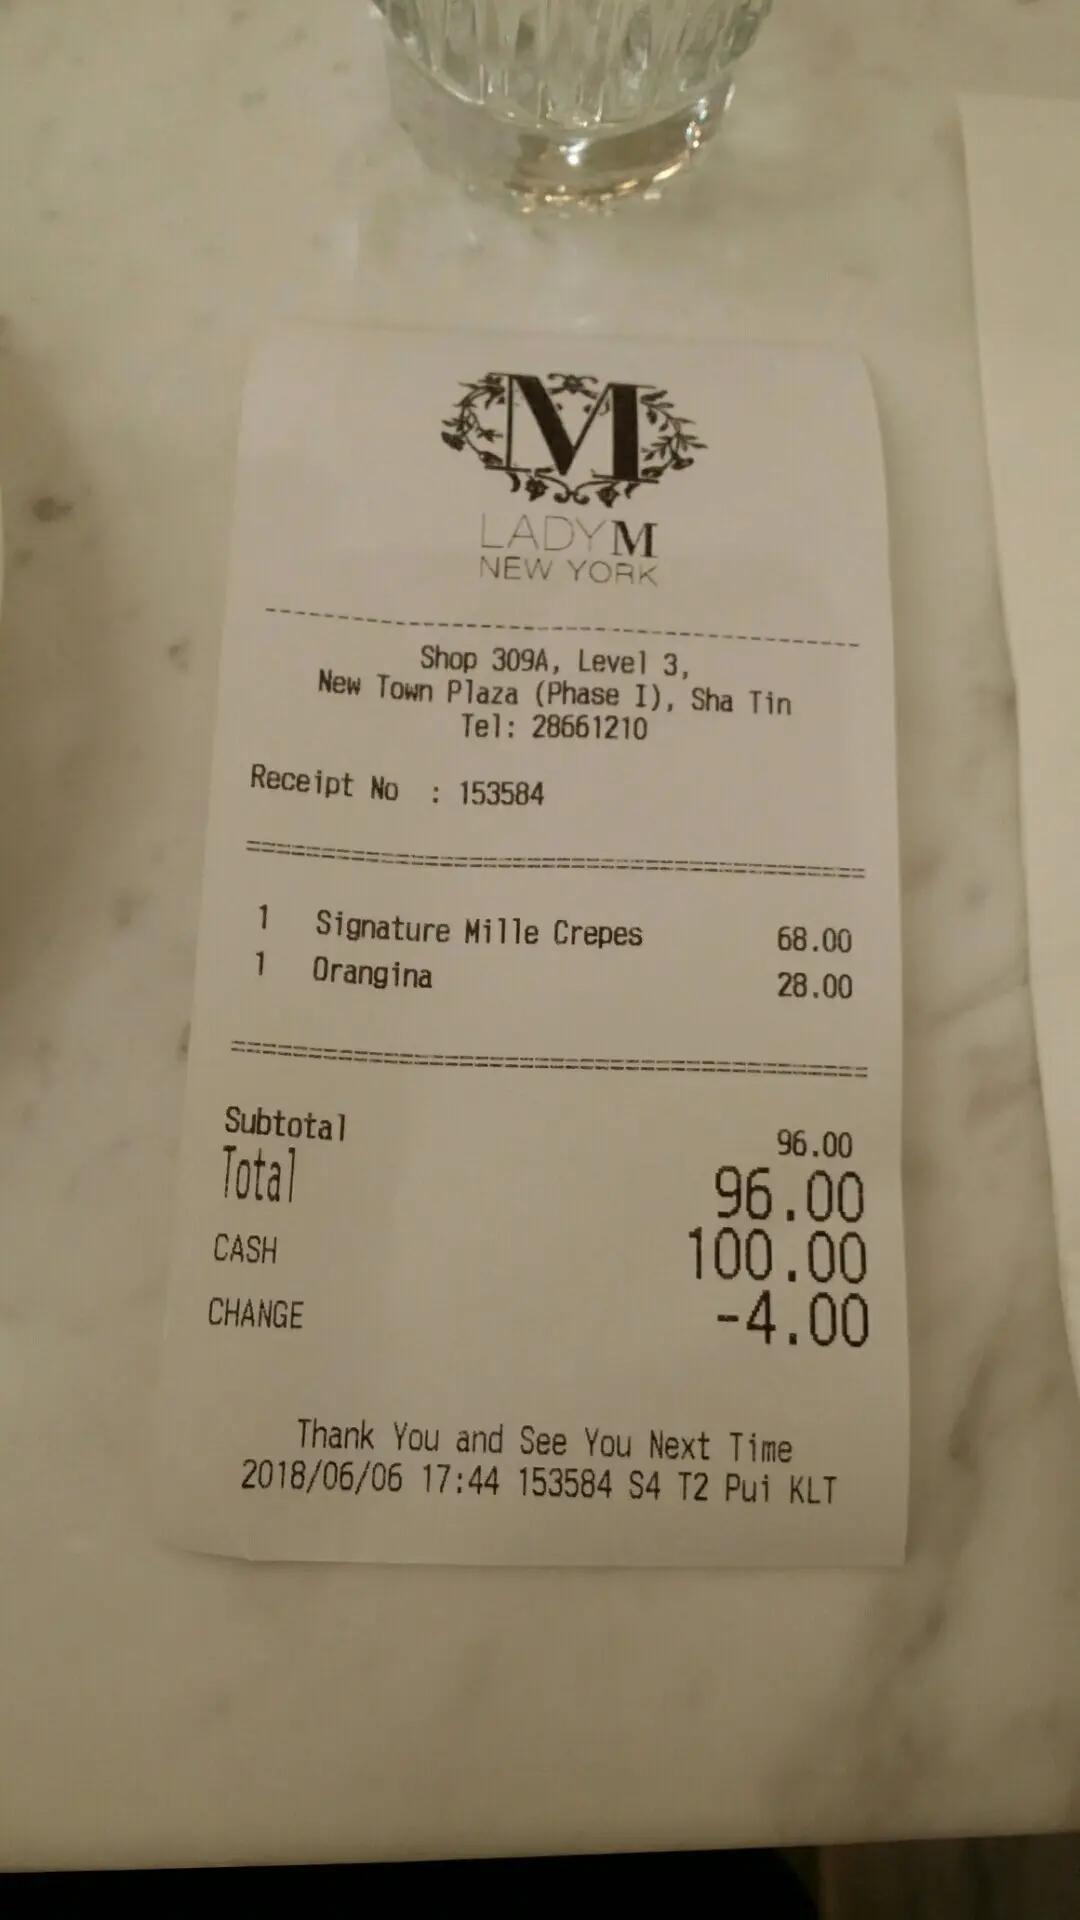 M
LADY M
NEW YORK
Shop 309A, Level 3,
New Town Plaza (Phase I), Sha Tin
Tel: 28661210
Receipt No : 153584
1 Signature Mille Crepes 68.00
1 Orangina 28.00
Subtotal 96.00
Total 96.00
CASH 100.00
CHANGE -4.00
Thank You and See You Next Time
2018/06/06 17:44 153584 S4 T2 Pui KLT